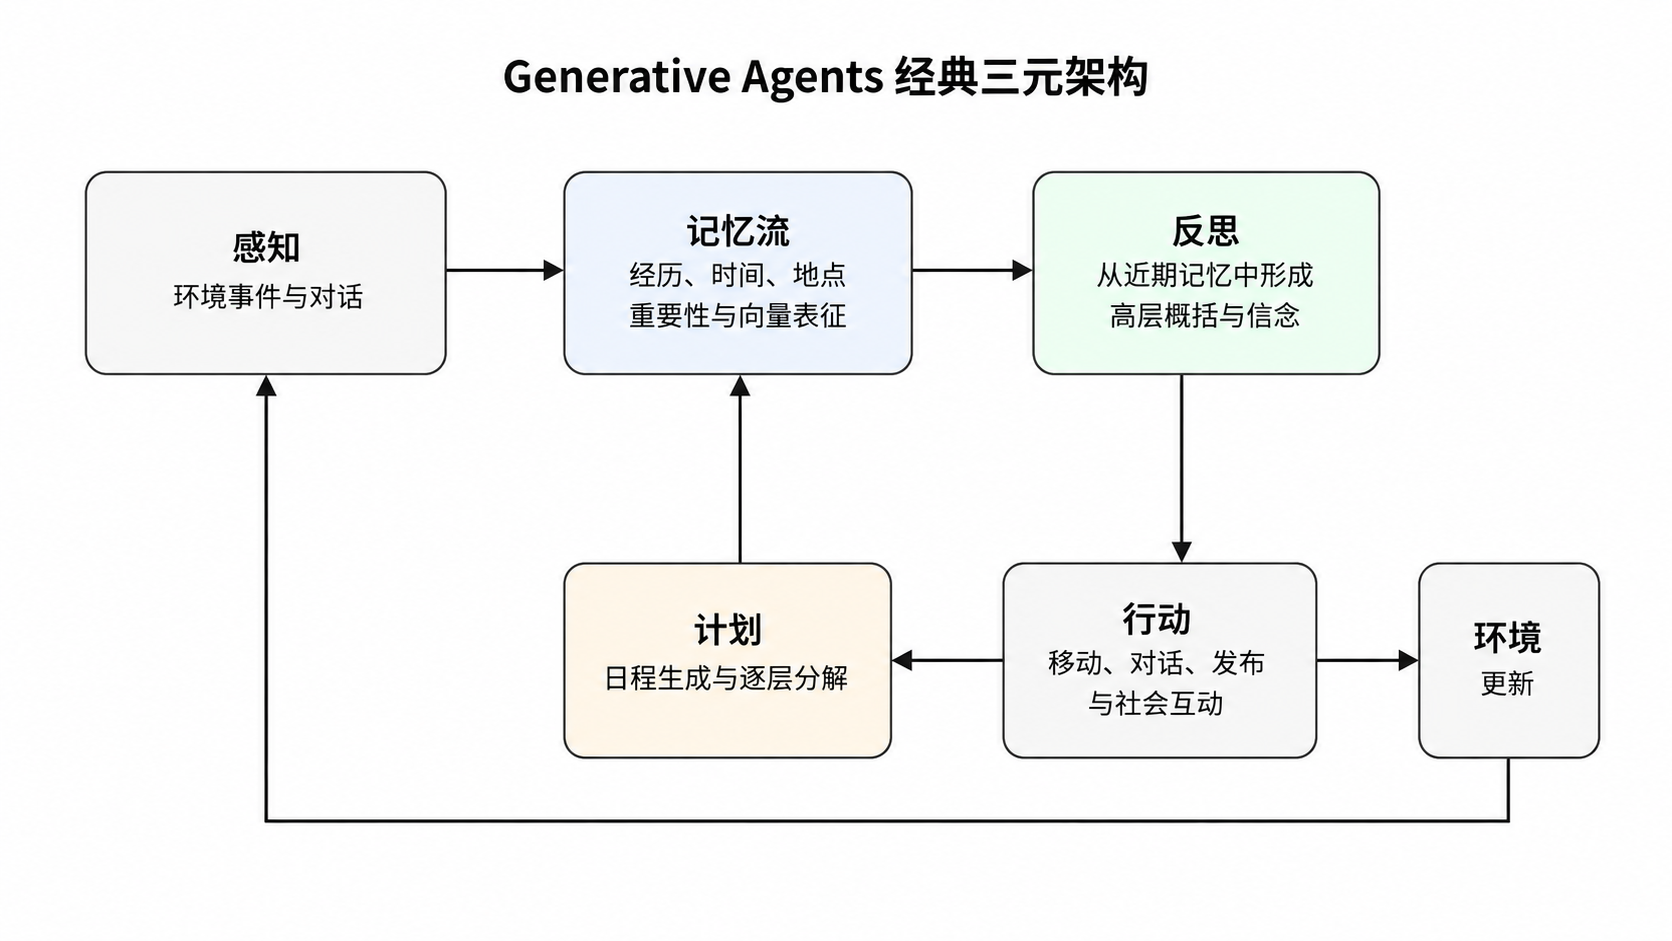 Generative Agents 经典三元架构
感知
环境事件与对话
记忆流
经历、时间、地点
重要性与向量表征
反思
从近期记忆中形成
高层概括与信念
计划
日程生成与逐层分解
行动
移动、对话、发布
与社会互动
环境
更新